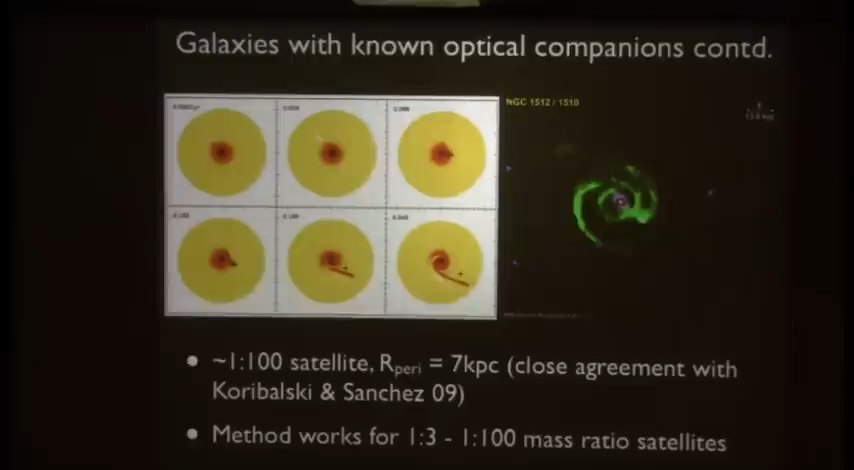 Galaxies with known optical companions contd.
NGC 1512 / 1510
• ~1:100 satellite, Rperi = 7kpc (close agreement with
Koribalski & Sanchez 09)
• Method works for 1:3 - 1:100 mass ratio satellites